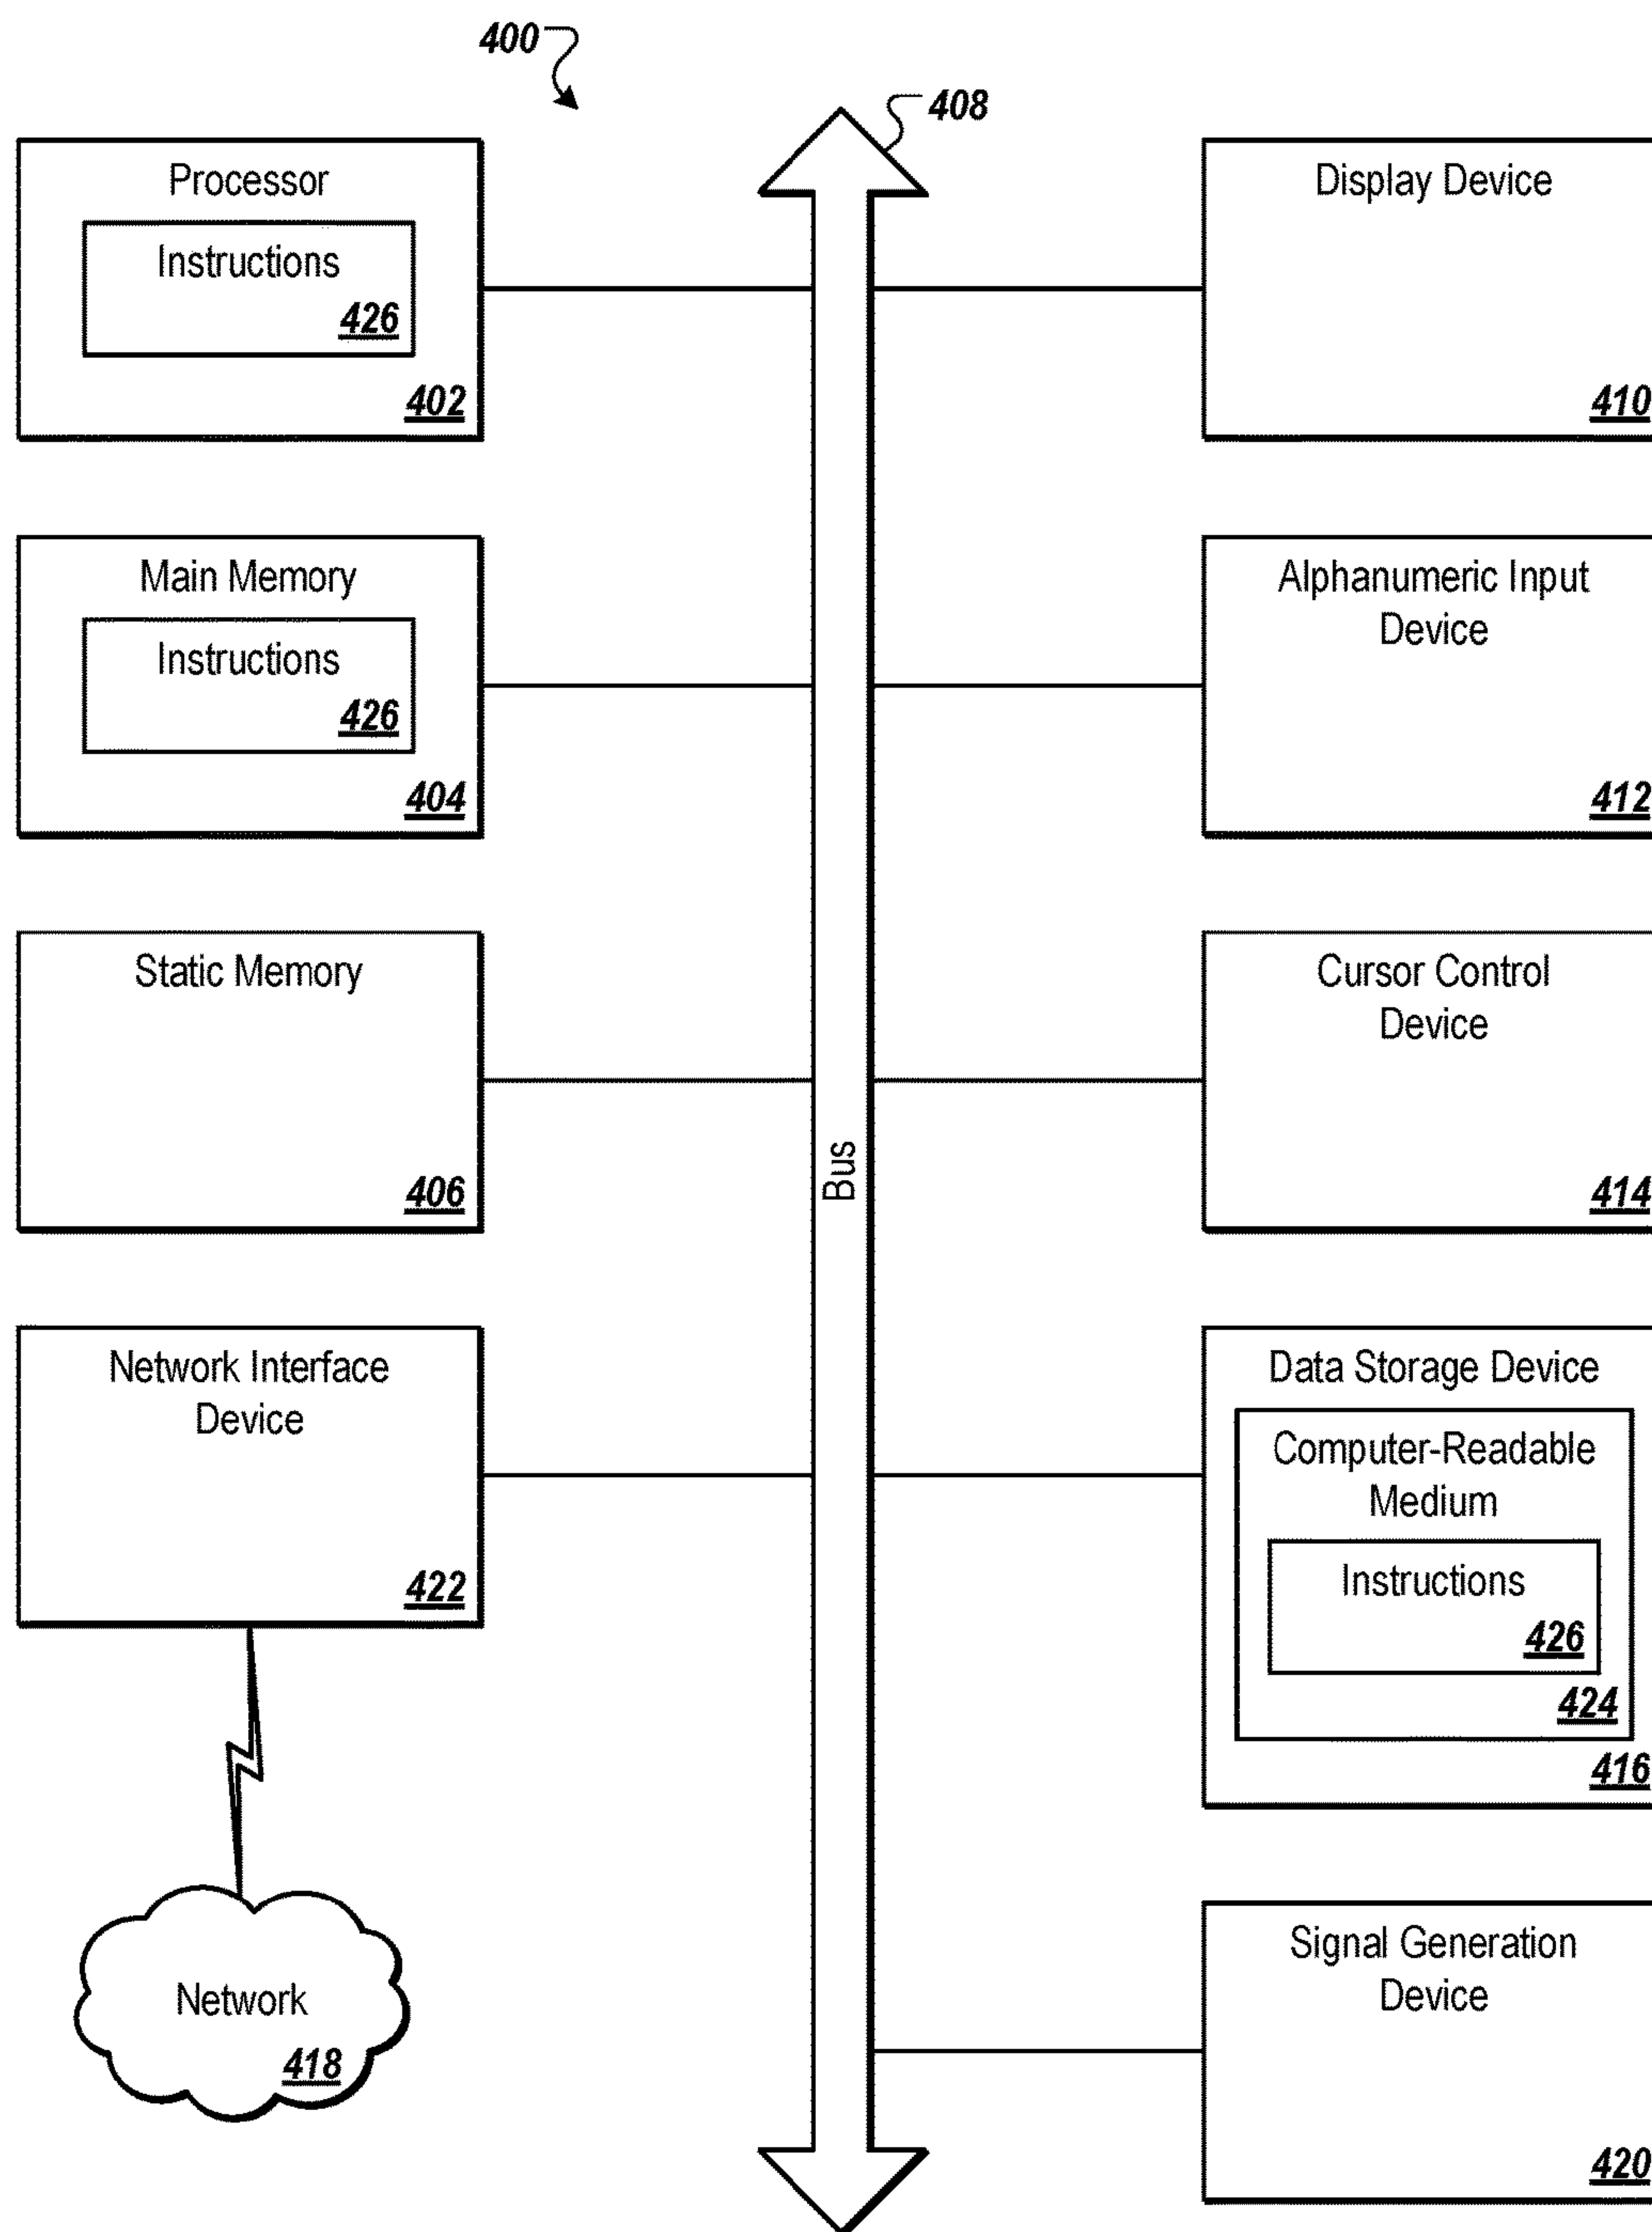 400
408
Processor
Instructions
426
402
Display Device
410
Main Memory
Instructions
426
404
Alphanumeric Input
Device
412
Static Memory
406
Cursor Control
Device
414
Bus
Network Interface
Device
422
Data Storage Device
Computer-Readable
Medium
Instructions
426
424
416
Network
418
Signal Generation
Device
420